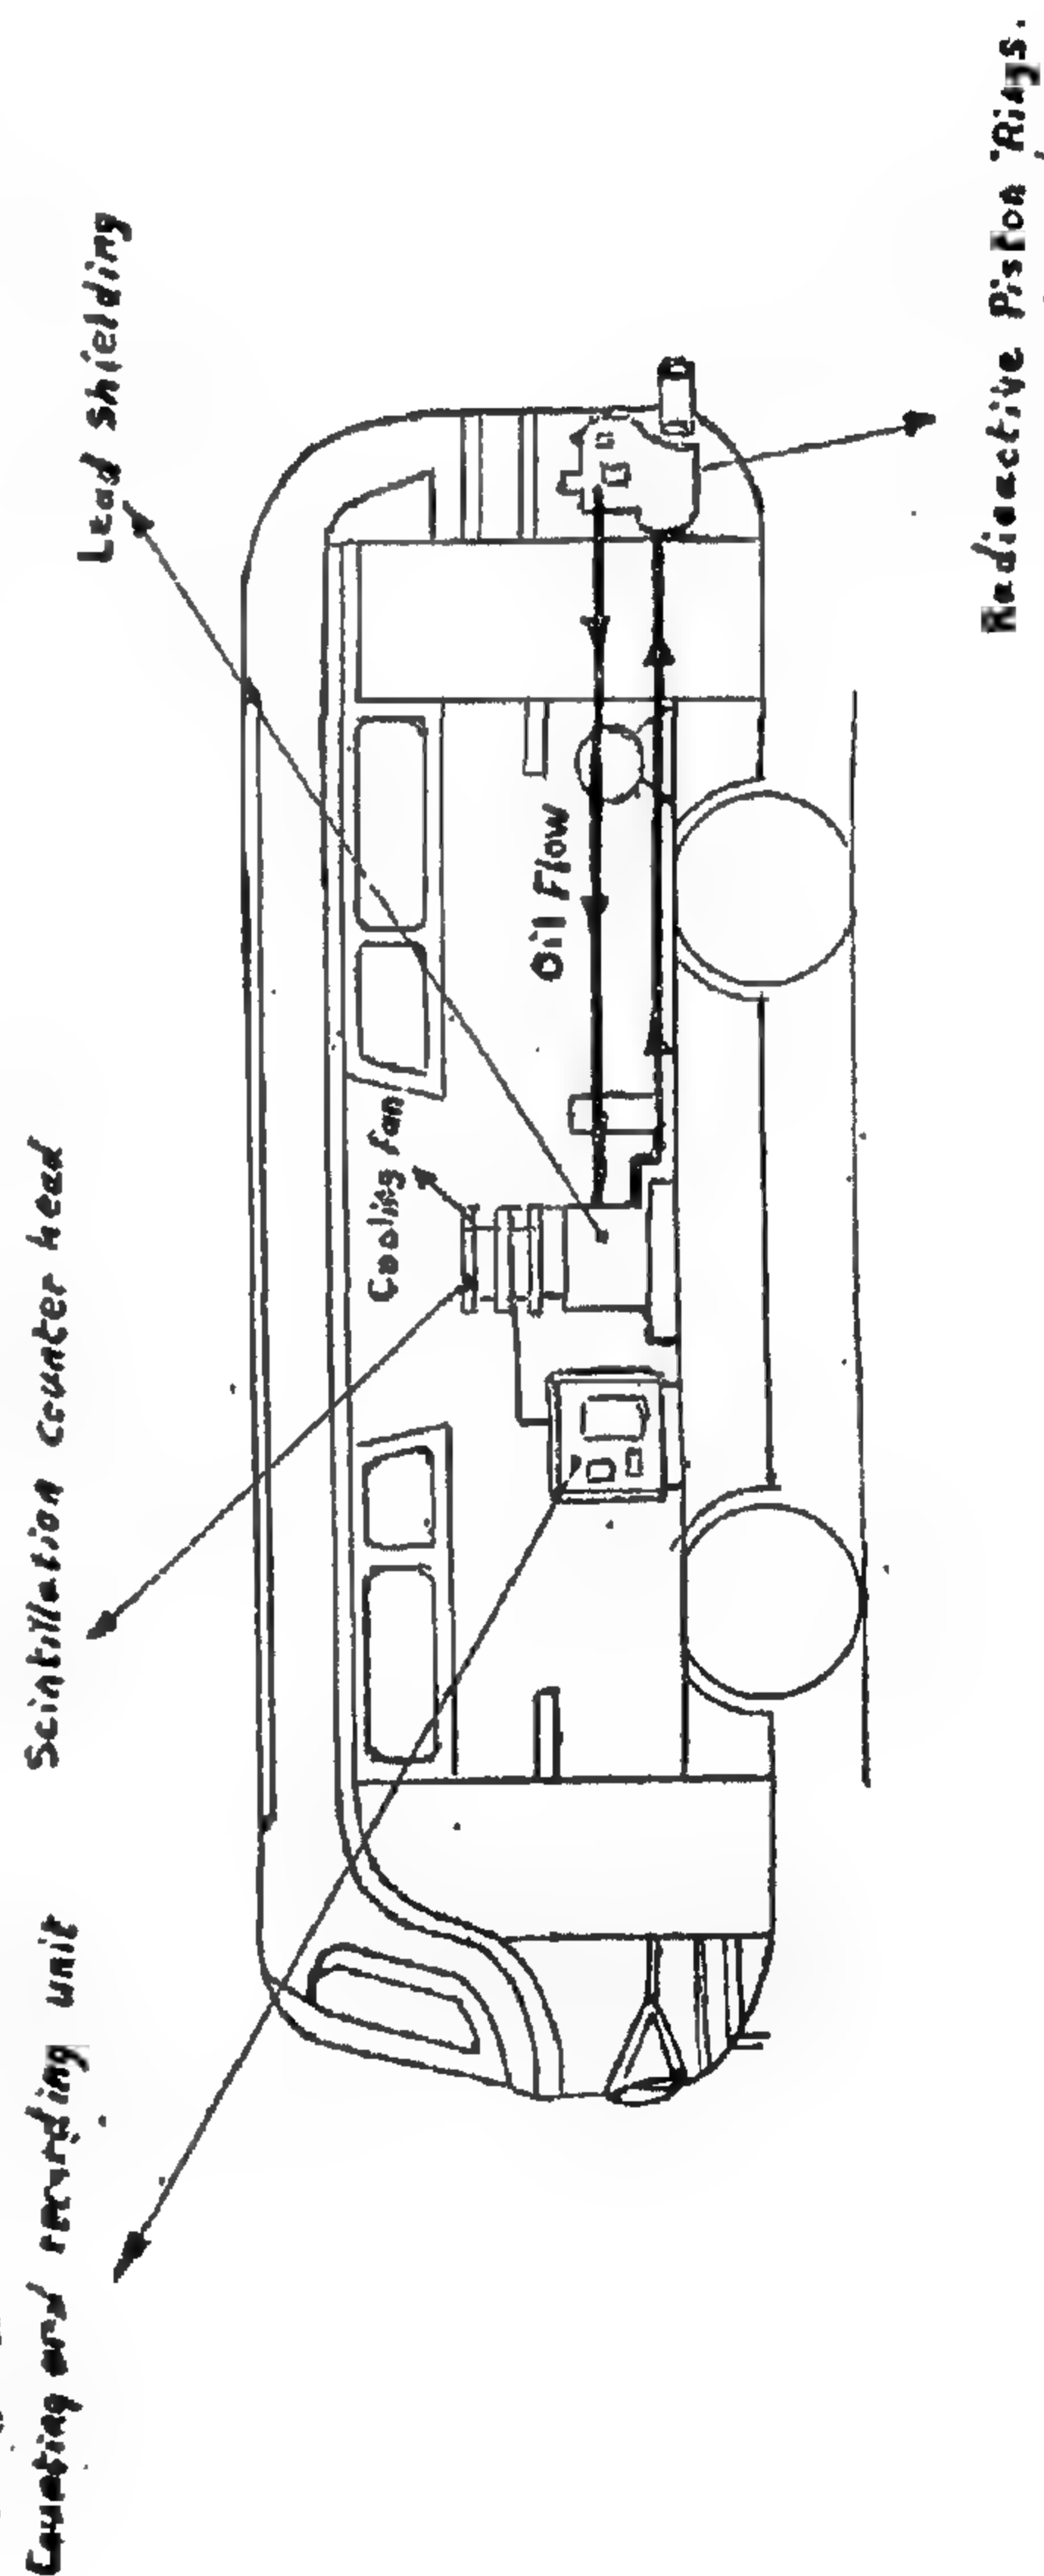 Counting and recording unit
Scintillation counter head
Lead shielding
Cooling fan
Oil Flow
Radioactive Piston Rings.